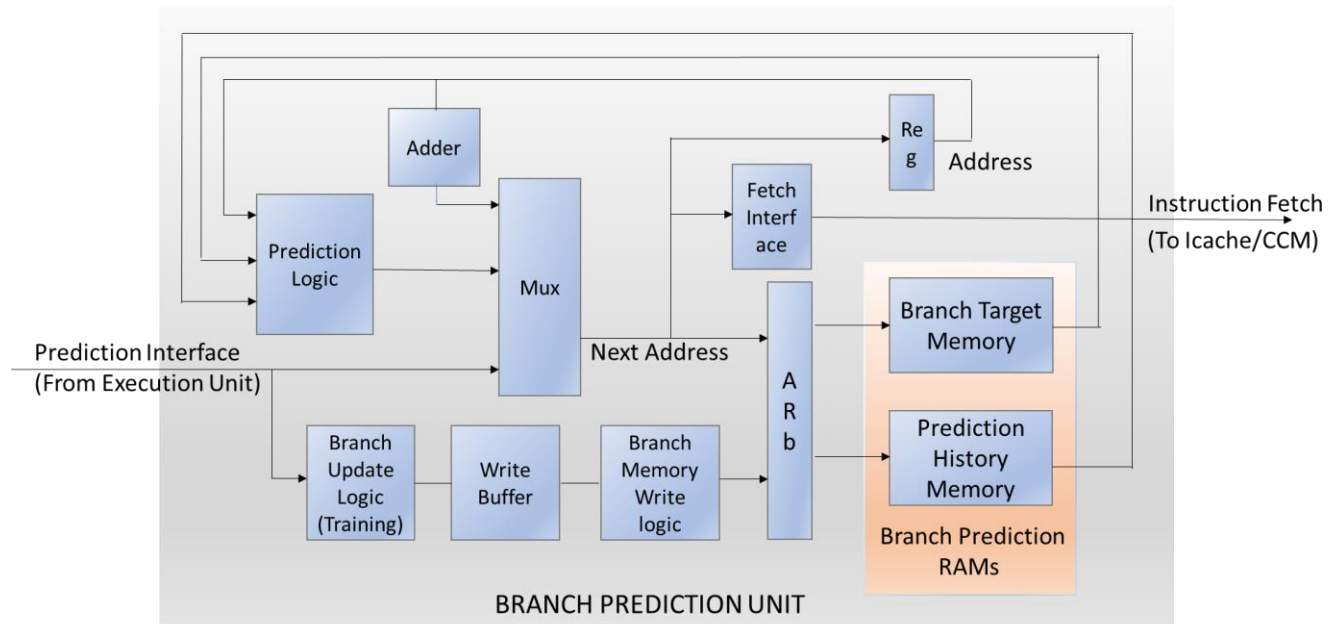 Adder
Re
g
Address
Fetch
Interf
ace
Instruction Fetch
(To Icache/CCM)
Prediction
Logic
Mux
Branch Target
Memory
Prediction Interface
(From Execution Unit)
Next Address
A
R
b
Branch
Update
Logic
(Training)
Write
Buffer
Branch
Memory
Write
logic
Prediction
History
Memory
Branch Prediction
RAMs
BRANCH PREDICTION UNIT